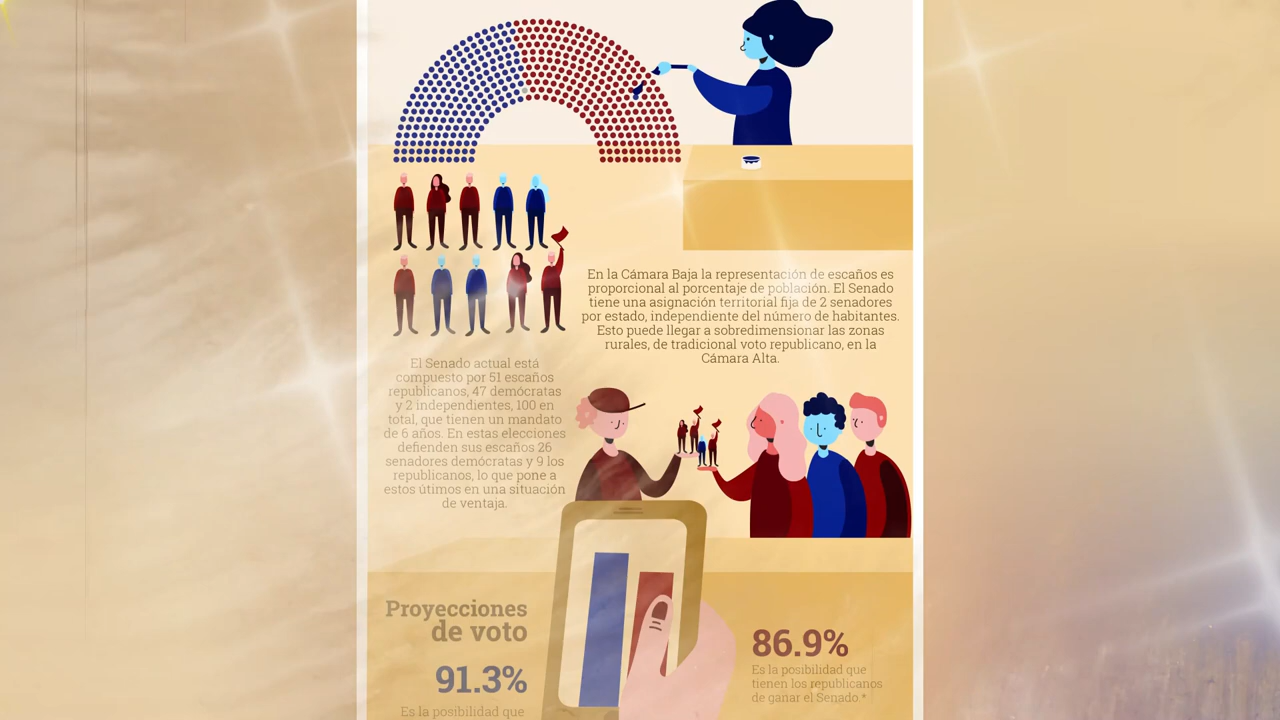 En la Cámara Baja la representación de escaños es
proporcional al porcentaje de población. El Senado
tiene una asignación territorial fija de 2 senadores
por estado, independiente del número de habitantes.
Esto puede llegar a sobredimensionar las zonas
rurales, de tradicional voto republicano, en la
Cámara Alta.
El Senado actual está
compuesto por 51 escaños
republicanos, 47 demócratas
y 2 independientes, 100 en
total, que tienen un mandato
de 6 años. En estas elecciones
defienden sus escaños 26
senadores demócratas y 9 los
republicanos, lo que pone a
estos útimos en una situación
de ventaja.
Proyecciones
de voto
91.3%
Es la posibilidad que
86.9%
Es la posibilidad que
tienen los republicanos
de ganar el Senado.*